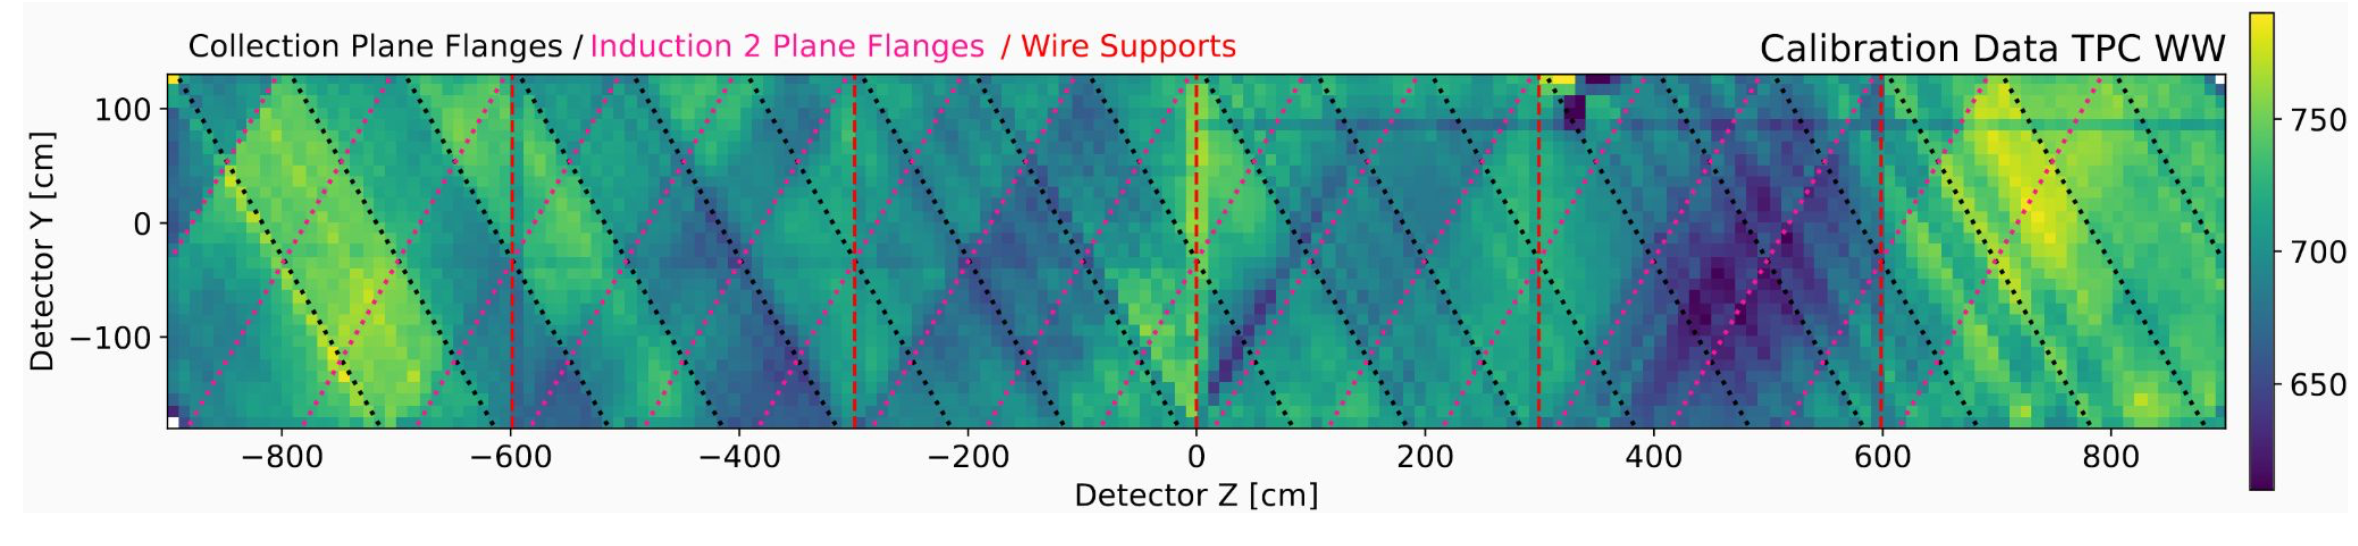 Collection Plane Flanges / Induction 2 Plane Flanges / Wire Supports
Calibration Data TPC WW
100
0
−100
Detector Y [cm]
−800 −600 −400 −200 0 200 400 600 800
Detector Z [cm]
750
700
650